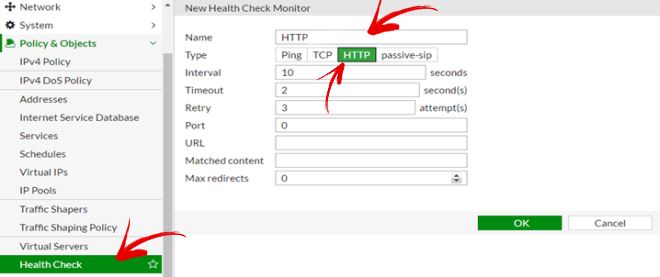 Network
System
Policy & Objects
IPv4 Policy
IPv4 DoS Policy
Addresses
Internet Service Database
Services
Schedules
Virtual IPs
IP Pools
Traffic Shapers
Traffic Shaping Policy
Virtual Servers
Health Check
New Health Check Monitor
Name HTTP
Type Ping TCP HTTP passive-sip
Interval 10 seconds
Timeout 2 second(s)
Retry 3 attempt(s)
Port 0
URL
Matched content
Max redirects 0
OK Cancel